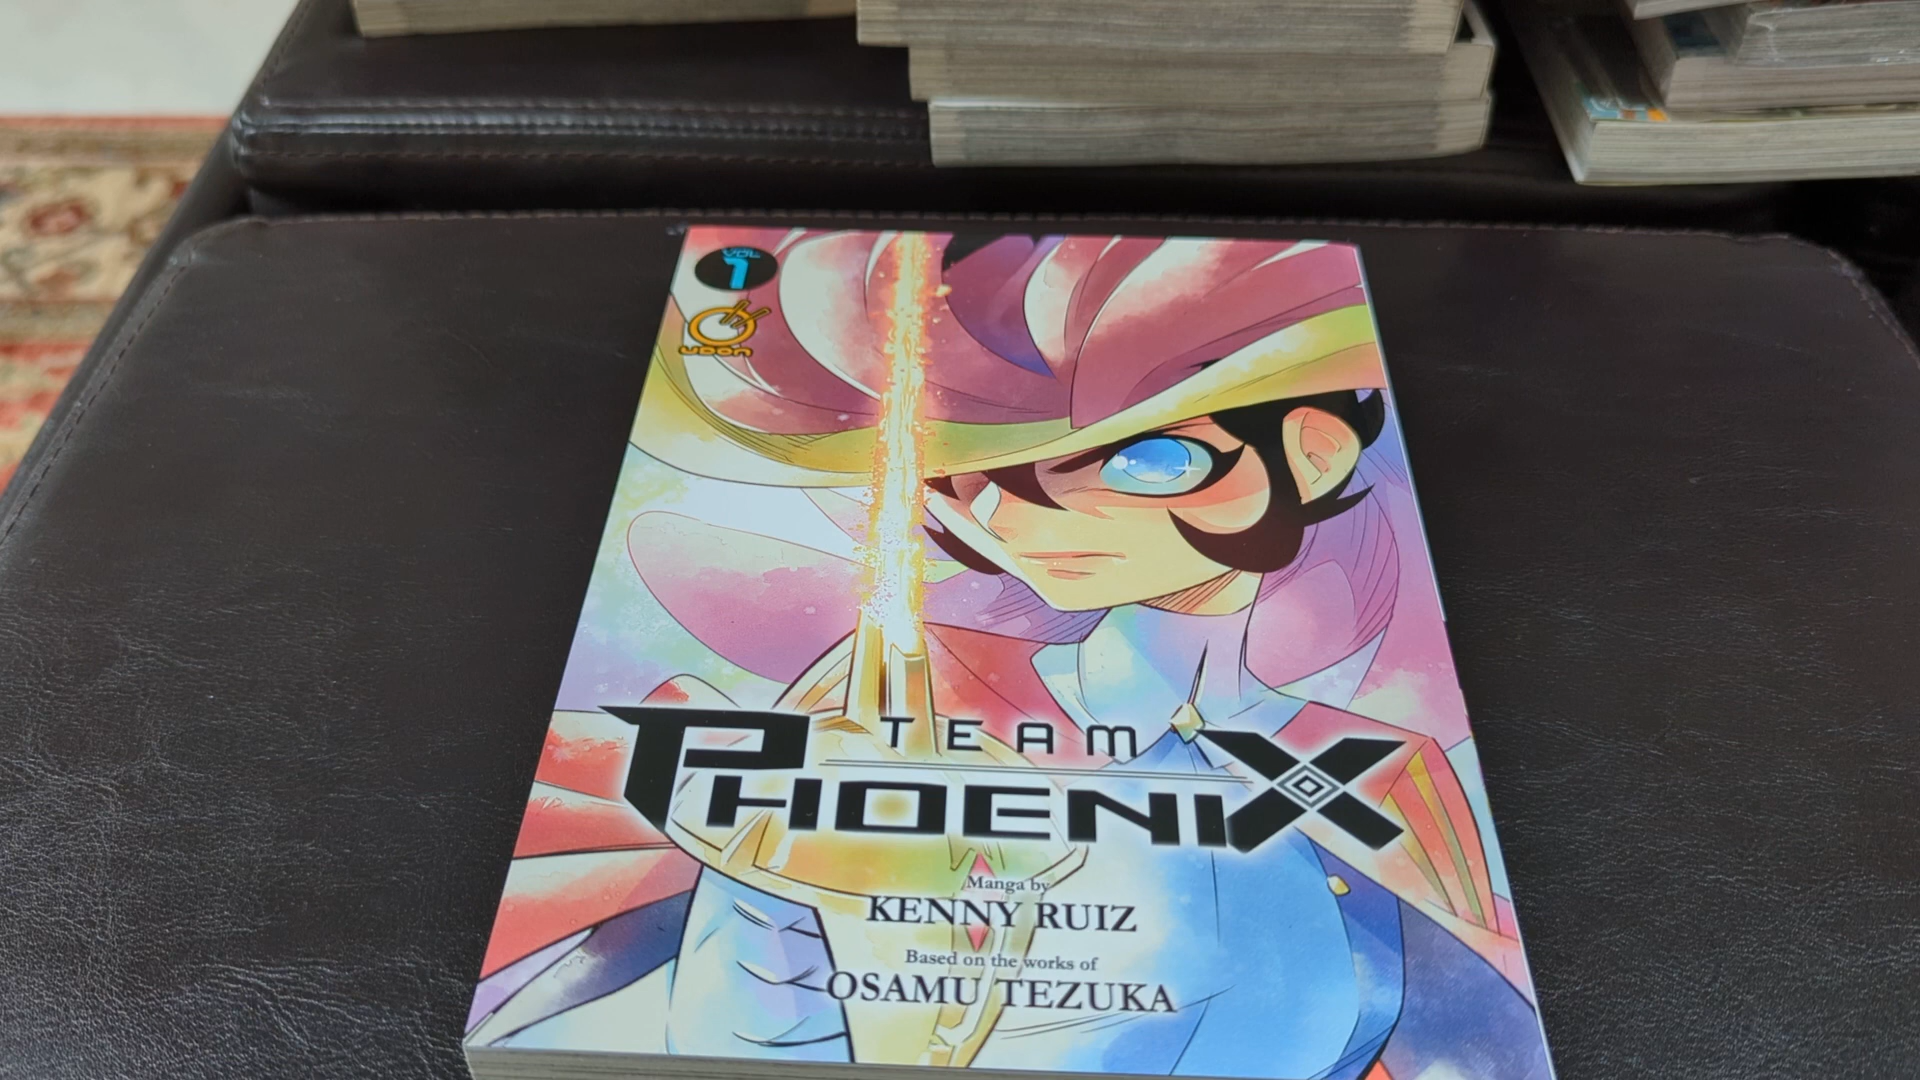 VOL
1
UDON
TEAM
PHOENIX
Manga by
KENNY RUIZ
Based on the works of
OSAMU TEZUKA